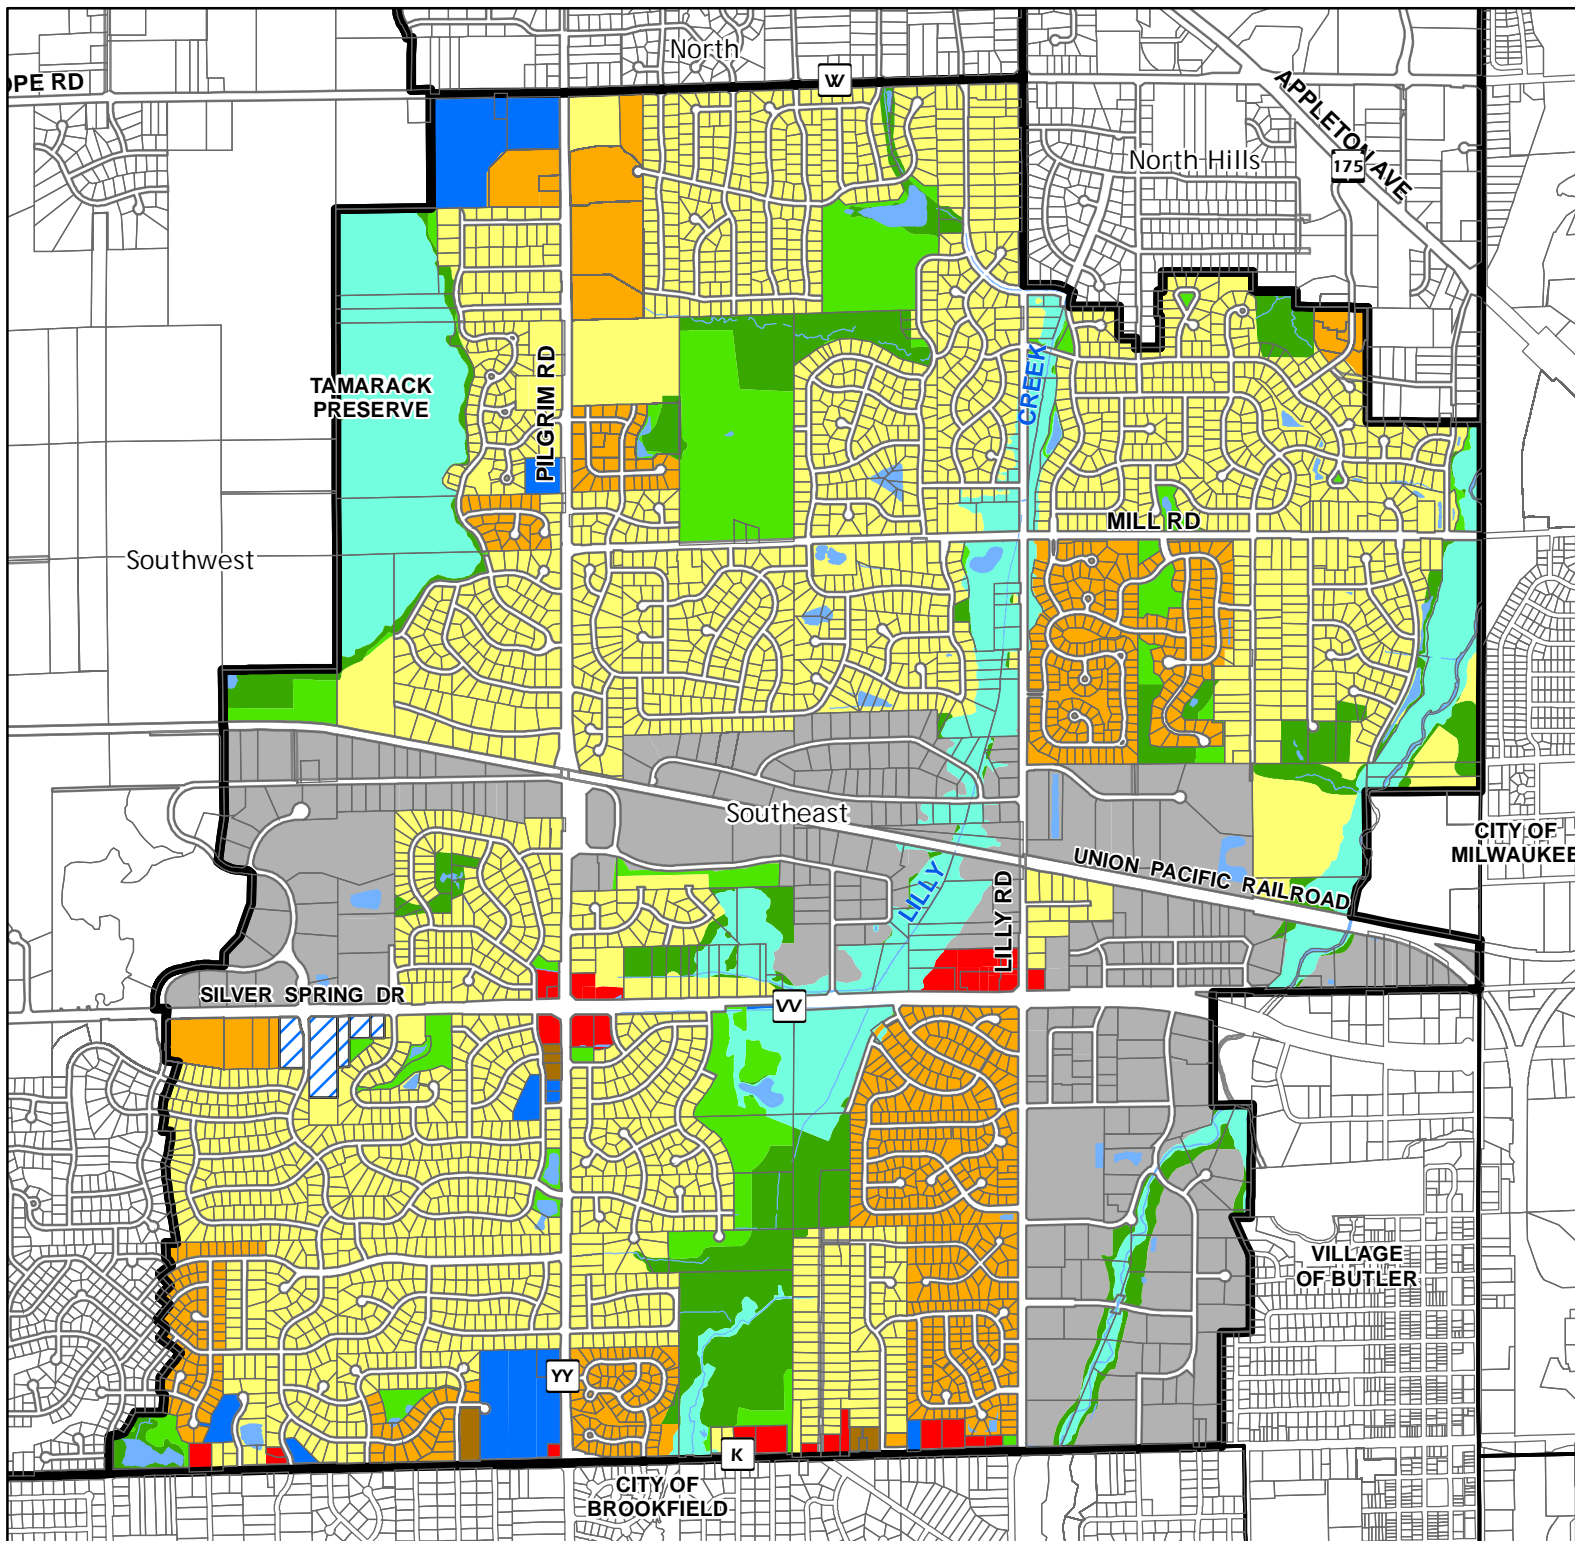 North
W
OPE RD
APPLETON AVE
North Hills
175
CREEK
TAMARACK
PRESERVE
PILGRIM RD
MILL RD
Southwest
Southeast
CITY OF
MILWAUKEE
UNION PACIFIC RAILROAD
LILLY
LILLY RD
SILVER SPRING DR
VV
VILLAGE
OF BUTLER
YY
K
CITY OF
BROOKFIELD